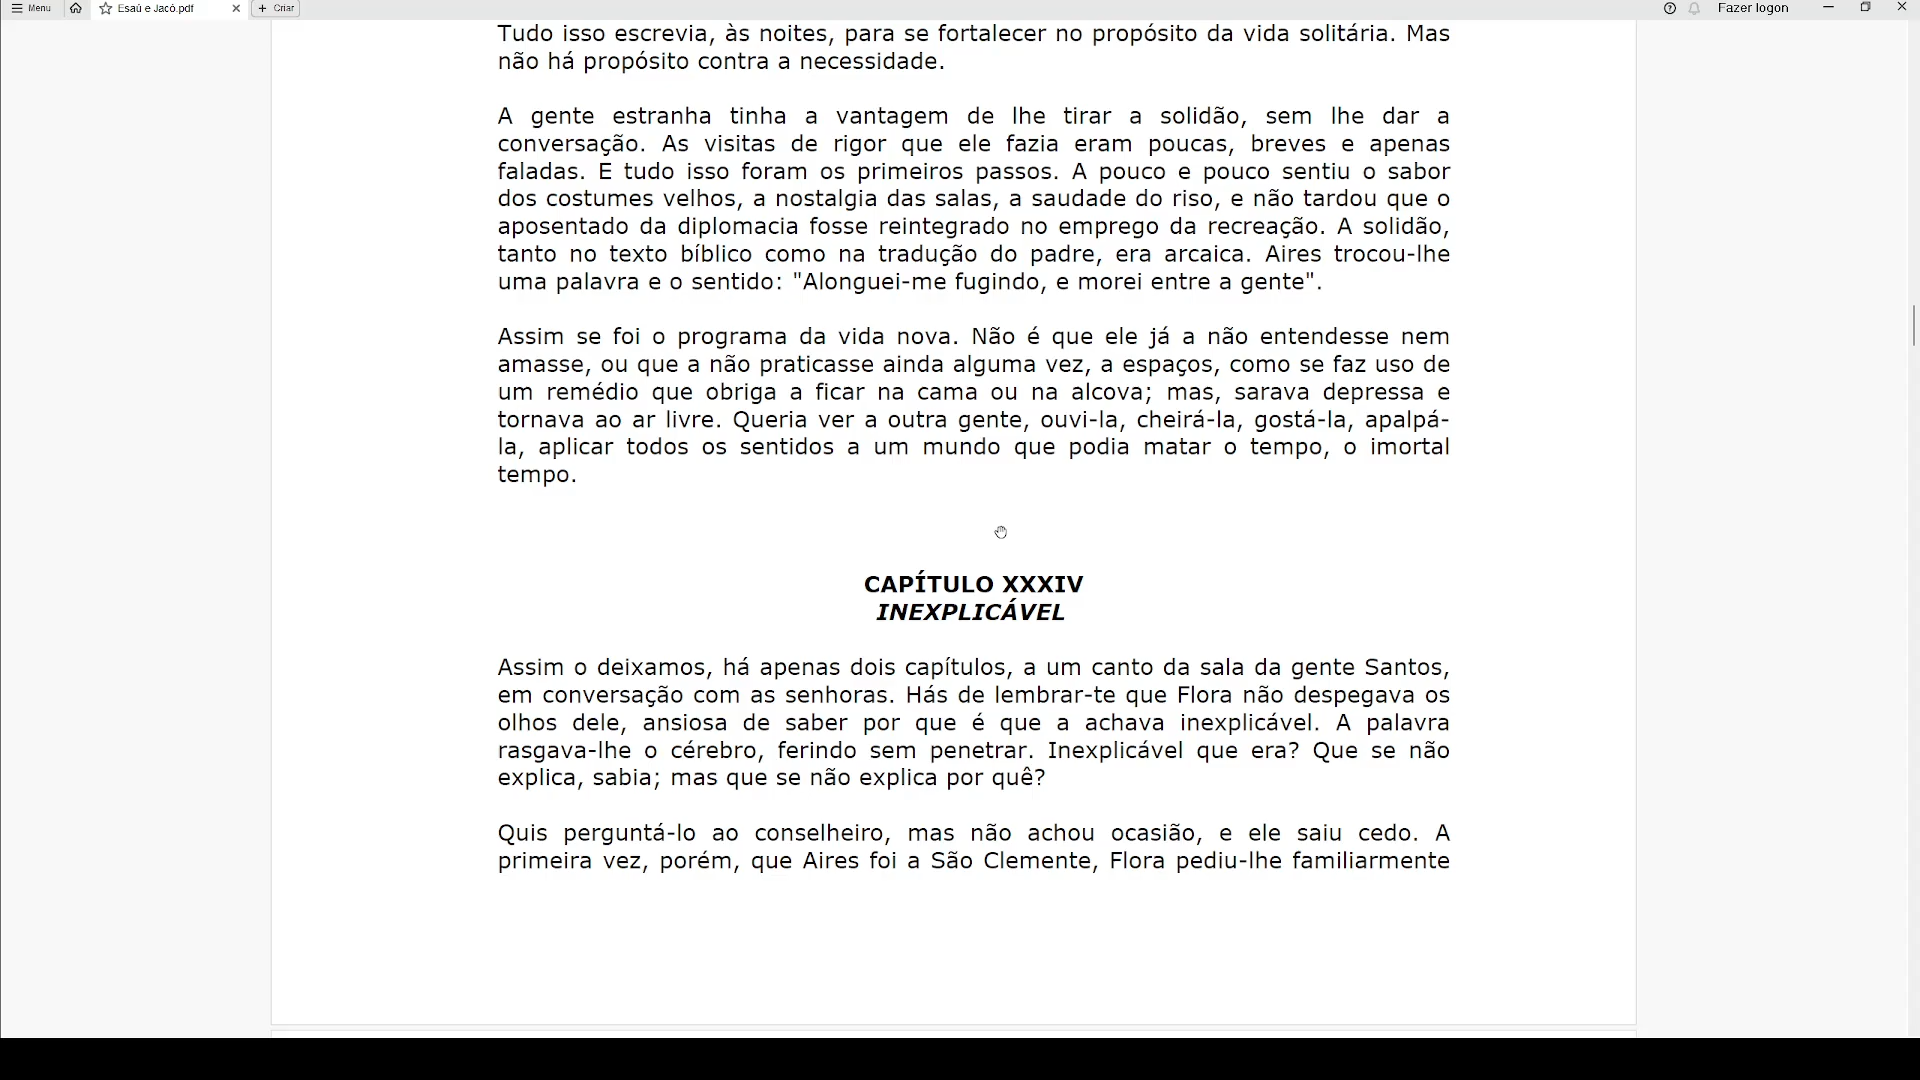 Menu
Esaú e Jacó.pdf
Criar
Fazer logon
Tudo isso escrevia, às noites, para se fortalecer no propósito da vida solitária. Mas
não há propósito contra a necessidade.
A gente estranha tinha a vantagem de lhe tirar a solidão, sem lhe dar a
conversação. As visitas de rigor que ele fazia eram poucas, breves e apenas
faladas. E tudo isso foram os primeiros passos. A pouco e pouco sentiu o sabor
dos costumes velhos, a nostalgia das salas, a saudade do riso, e não tardou que o
aposentado da diplomacia fosse reintegrado no emprego da recreação. A solidão,
tanto no texto bíblico como na tradução do padre, era arcaica. Aires trocou-lhe
uma palavra e o sentido: "Alonguei-me fugindo, e morei entre a gente".
Assim se foi o programa da vida nova. Não é que ele já a não entendesse nem
amasse, ou que a não praticasse ainda alguma vez, a espaços, como se faz uso de
um remédio que obriga a ficar na cama ou na alcova; mas, sarava depressa e
tornava ao ar livre. Queria ver a outra gente, ouvi-la, cheirá-la, gostá-la, apalpá-
la, aplicar todos os sentidos a um mundo que podia matar o tempo, o imortal
tempo.
CAPÍTULO XXXIV
INEXPLICÁVEL
Assim o deixamos, há apenas dois capítulos, a um canto da sala da gente Santos,
em conversação com as senhoras. Hás de lembrar-te que Flora não despegava os
olhos dele, ansiosa de saber por que é que a achava inexplicável. A palavra
rasgava-lhe o cérebro, ferindo sem penetrar. Inexplicável que era? Que se não
explica, sabia; mas que se não explica por quê?
Quis perguntá-lo ao conselheiro, mas não achou ocasião, e ele saiu cedo. A
primeira vez, porém, que Aires foi a São Clemente, Flora pediu-lhe familiarmente